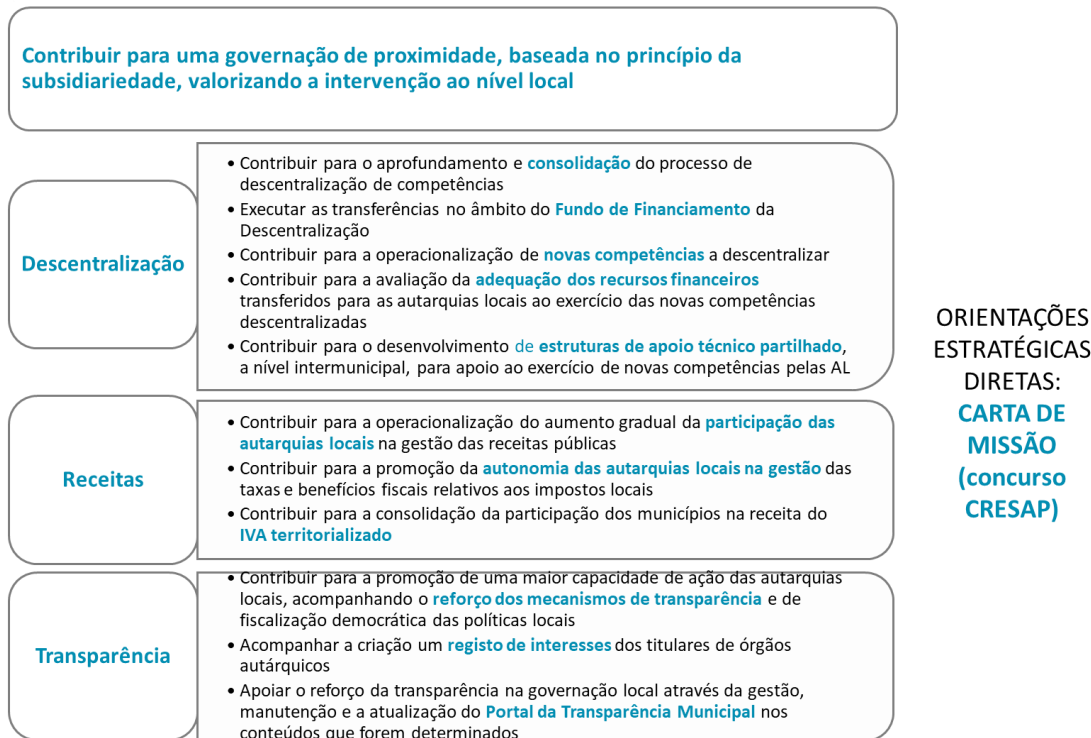 Contribuir para uma governação de proximidade, baseada no princípio da
subsidiariedade, valorizando a intervenção ao nível local
Descentralização
• Contribuir para o aprofundamento e consolidação do processo de
descentralização de competências
• Executar as transferências no âmbito do Fundo de Financiamento da
Descentralização
• Contribuir para a operacionalização de novas competências a descentralizar
• Contribuir para a avaliação da adequação dos recursos financeiros
transferidos para as autarquias locais ao exercício das novas competências
descentralizadas
• Contribuir para o desenvolvimento de estruturas de apoio técnico partilhado,
a nível intermunicipal, para apoio ao exercício de novas competências pelas AL
Receitas
• Contribuir para a operacionalização do aumento gradual da participação das
autarquias locais na gestão das receitas públicas
• Contribuir para a promoção da autonomia das autarquias locais na gestão das
taxas e benefícios fiscais relativos aos impostos locais
• Contribuir para a consolidação da participação dos municípios na receita do
IVA territorializado
Transparência
• Contribuir para a promoção de uma maior capacidade de ação das autarquias
locais, acompanhando o reforço dos mecanismos de transparência e de
fiscalização democrática das políticas locais
• Acompanhar a criação um registo de interesses dos titulares de órgãos
autárquicos
• Apoiar o reforço da transparência na governação local através da gestão,
manutenção e a atualização do Portal da Transparência Municipal nos
conteúdos que forem determinados
ORIENTAÇÕES
ESTRATÉGICAS
DIRETAS:
CARTA DE
MISSÃO
(concurso
CRESAP)